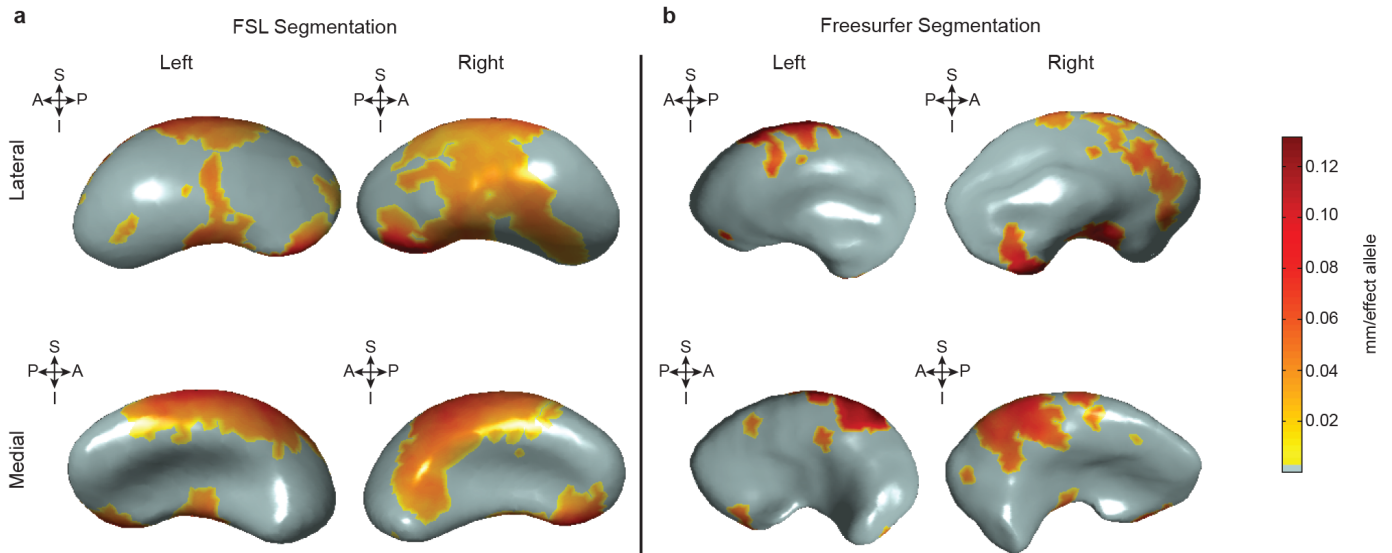 a
FSL Segmentation
b
Freesurfer Segmentation
Left
Right
Left
Right
S
A P
I
S
P A
I
S
A P
I
S
P A
I
Lateral
S
P A
I
S
A P
I
S
P A
I
S
A P
I
Medial
0.12
0.10
0.08
0.06
0.04
0.02
mm/effect allele